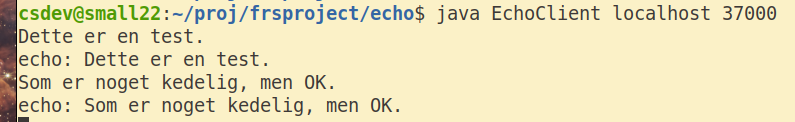 csdev@small22:~/proj/frsproject/echo$ java EchoClient localhost 37000
Dette er en test.
echo: Dette er en test.
Som er noget kedelig, men OK.
echo: Som er noget kedelig, men OK.